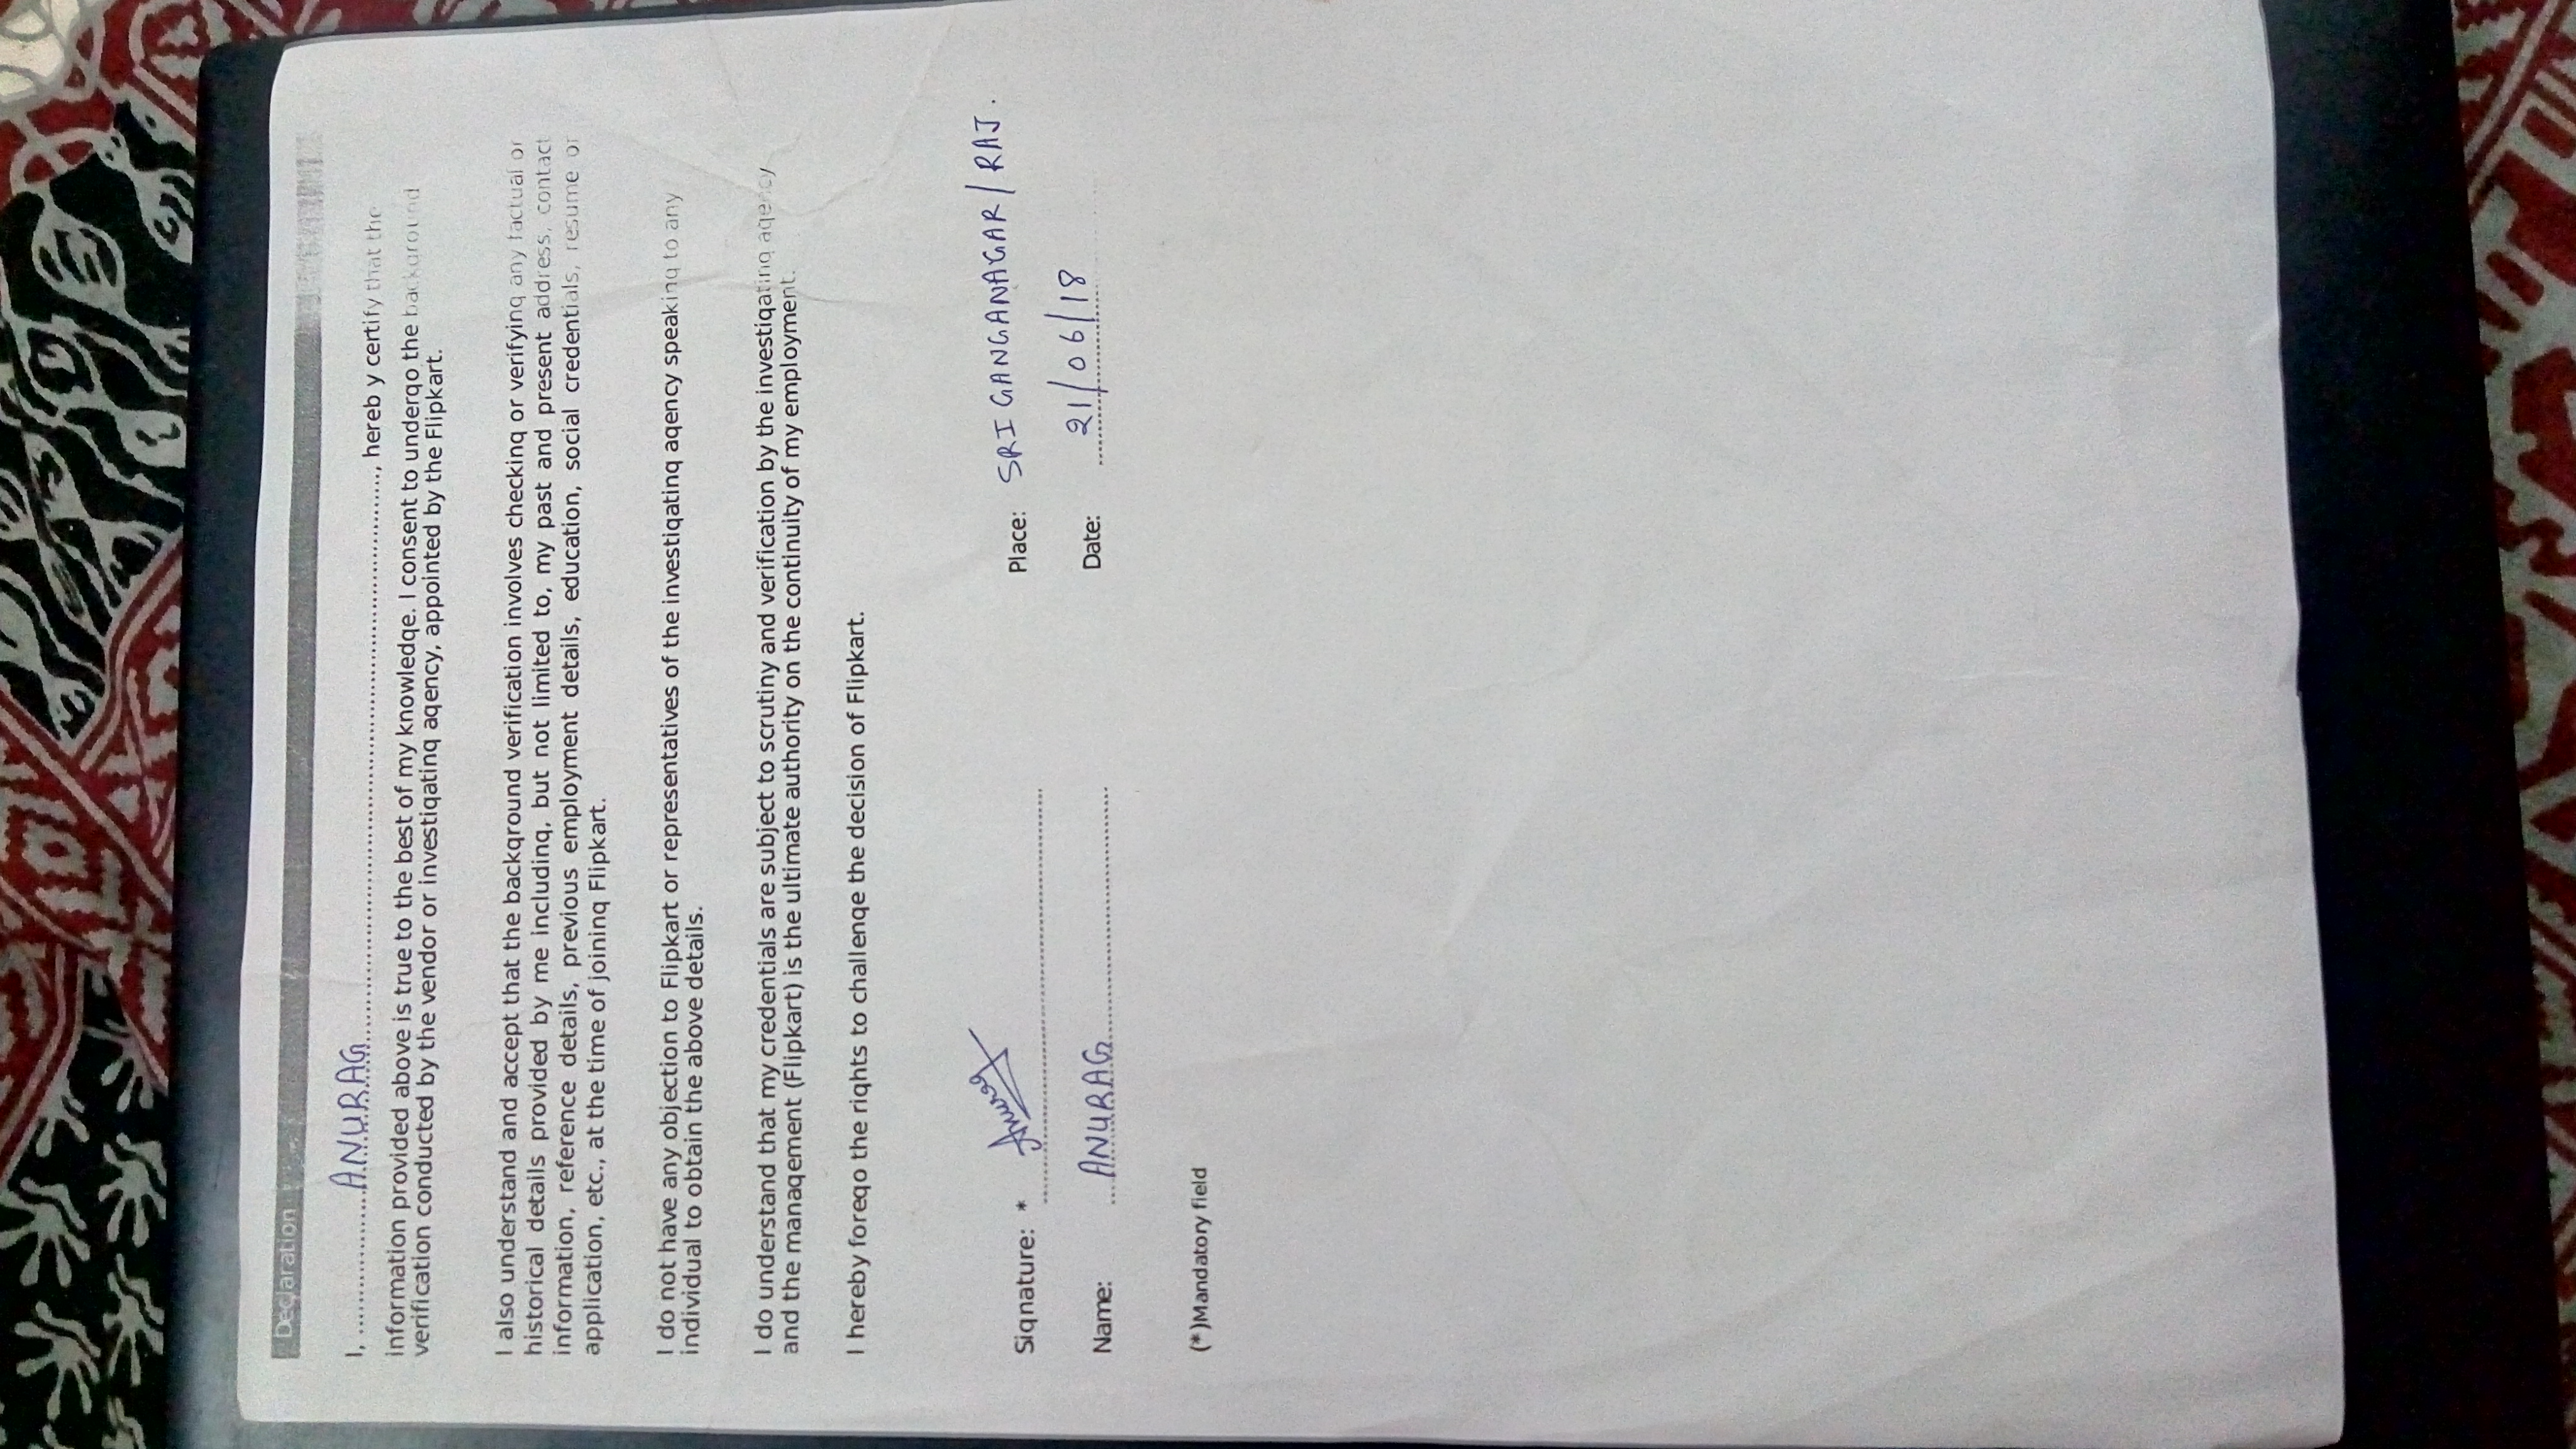 Declaration
I, ....................ANURAG......................................................................................, hereb y certify that the
information provided above is true to the best of my knowledge. I consent to undergo the background
verification conducted by the vendor or investigating agency, appointed by the Flipkart.
I also understand and accept that the background verification involves checking or verifying any factual or
historical details provided by me including, but not limited to, my past and present address, contact
information, reference details, previous employment details, education, social credentials, resume or
application, etc., at the time of joining Flipkart.
I do not have any objection to Flipkart or representatives of the investigating agency speaking to any
individual to obtain the above details.
I do understand that my credentials are subject to scrutiny and verification by the investigating agency
and the management (Flipkart) is the ultimate authority on the continuity of my employment.
I hereby forego the rights to challenge the decision of Flipkart.
Signature: * Anurag Place: SRI GANGANAGAR/RAJ.
Name: ANURAG Date: 21/06/18
(*)Mandatory field